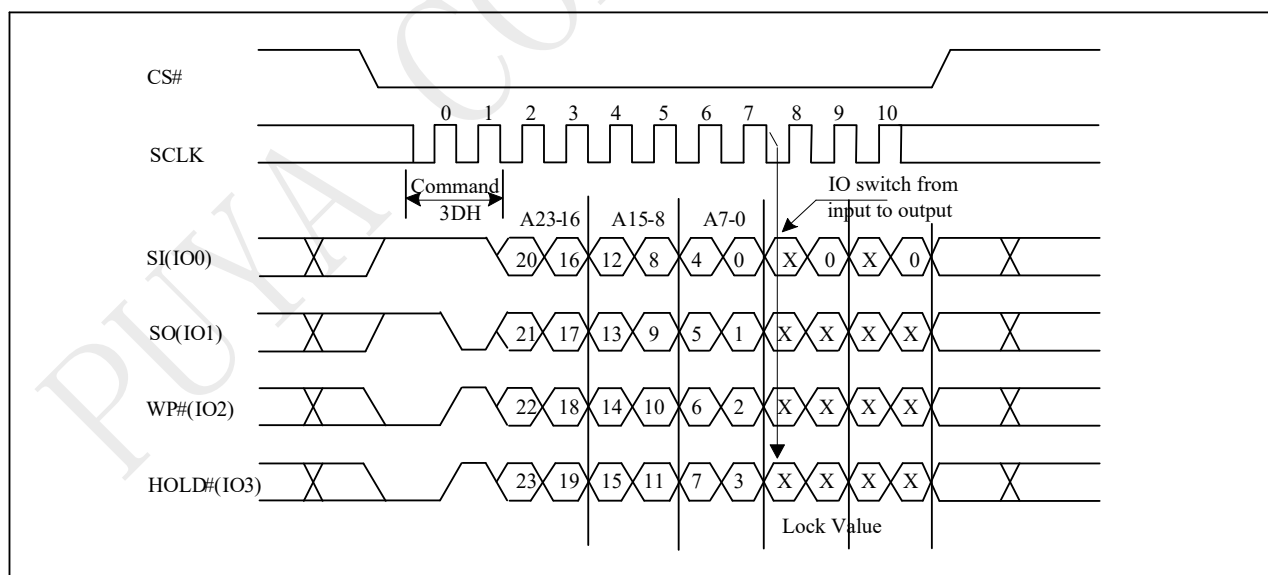 PUYA CO
CS#
0 1 2 3 4 5 6 7 8 9 10
SCLK
Command
3DH
IO switch from
input to output
A23-16 A15-8 A7-0
SI(IO0)
20 16 12 8 4 0 X 0 X 0
SO(IO1)
21 17 13 9 5 1 X X X X
WP#(IO2)
22 18 14 10 6 2 X X X X
HOLD#(IO3)
23 19 15 11 7 3 X X X X
Lock Value